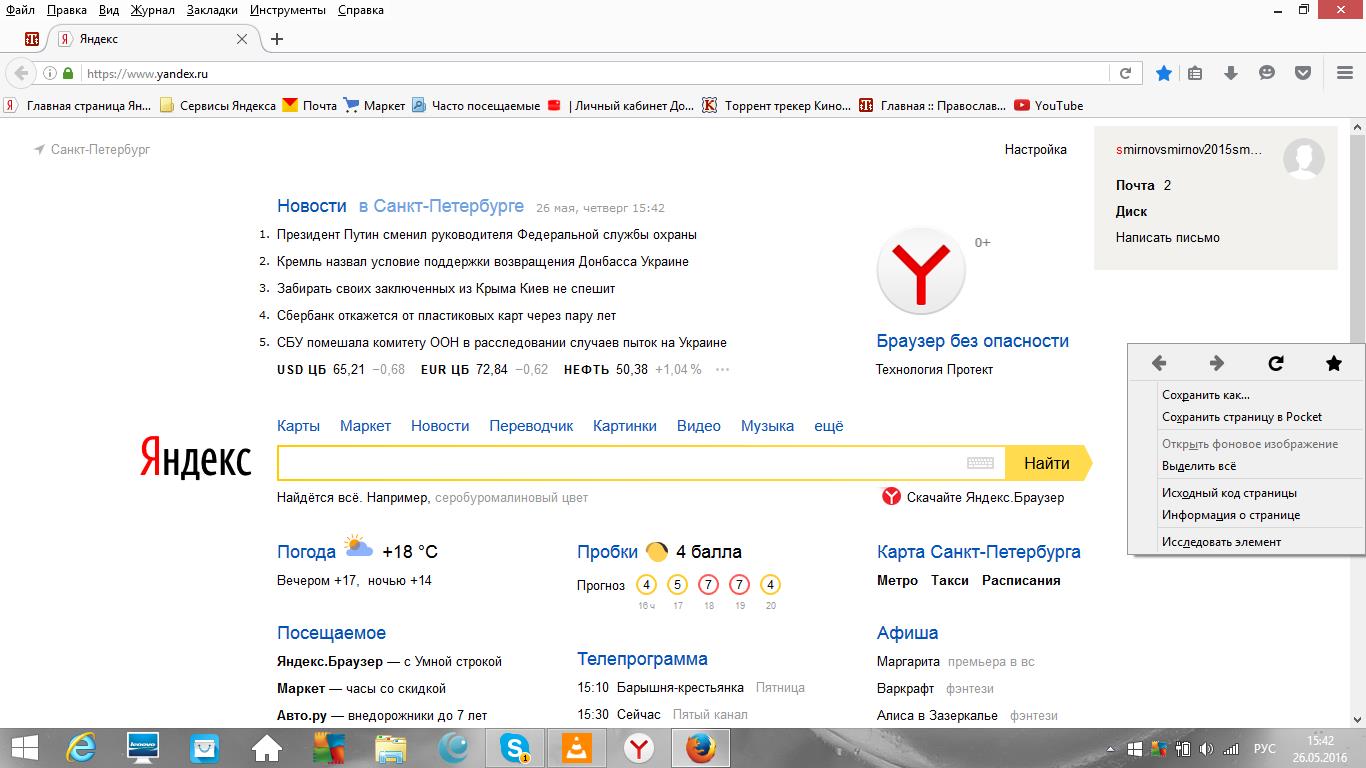 Файл Правка Вид Журнал Закладки Инструменты Справка
Яндекс
https://www.yandex.ru
Главная страница Ян... Сервисы Яндекса Почта Маркет Часто посещаемые | Личный кабинет До... Торрент трекер Кино... Главная :: Православ... YouTube
Санкт-Петербург
Настройка
smirnovsmirnov2015sm...
Почта 2
Диск
Написать письмо
Новости в Санкт-Петербурге 26 мая, четверг 15:42
1. Президент Путин сменил руководителя Федеральной службы охраны
2. Кремль назвал условие поддержки возвращения Донбасса Украине
3. Забирать своих заключенных из Крыма Киев не спешит
4. Сбербанк откажется от пластиковых карт через пару лет
5. СБУ помешала комитету ООН в расследовании случаев пыток на Украине
USD ЦБ 65,21 −0,68 EUR ЦБ 72,84 −0,62 НЕФТЬ 50,38 +1,04 % ···
0+
Браузер без опасности
Технология Протект
Сохранить как...
Сохранить страницу в Pocket
Открыть фоновое изображение
Выделить всё
Исходный код страницы
Информация о странице
Исследовать элемент
Карты Маркет Новости Переводчик Картинки Видео Музыка ещё
Яндекс
Найти
Найдётся всё. Например, серобуромалиновый цвет
Скачайте Яндекс.Браузер
Погода +18 °C
Вечером +17, ночью +14
Пробки 4 балла
Прогноз 4 5 7 7 4
16 ч 17 18 19 20
Карта Санкт-Петербурга
Метро Такси Расписания
Посещаемое
Яндекс.Браузер — с Умной строкой
Маркет — часы со скидкой
Авто.ру — внедорожники до 7 лет
Телепрограмма
15:10 Барышня-крестьянка Пятница
15:30 Сейчас Пятый канал
Афиша
Маргарита премьера в вс
Варкрафт фэнтези
Алиса в Зазеркалье фэнтези
lenovo
1
РУС
15:42
26.05.2016